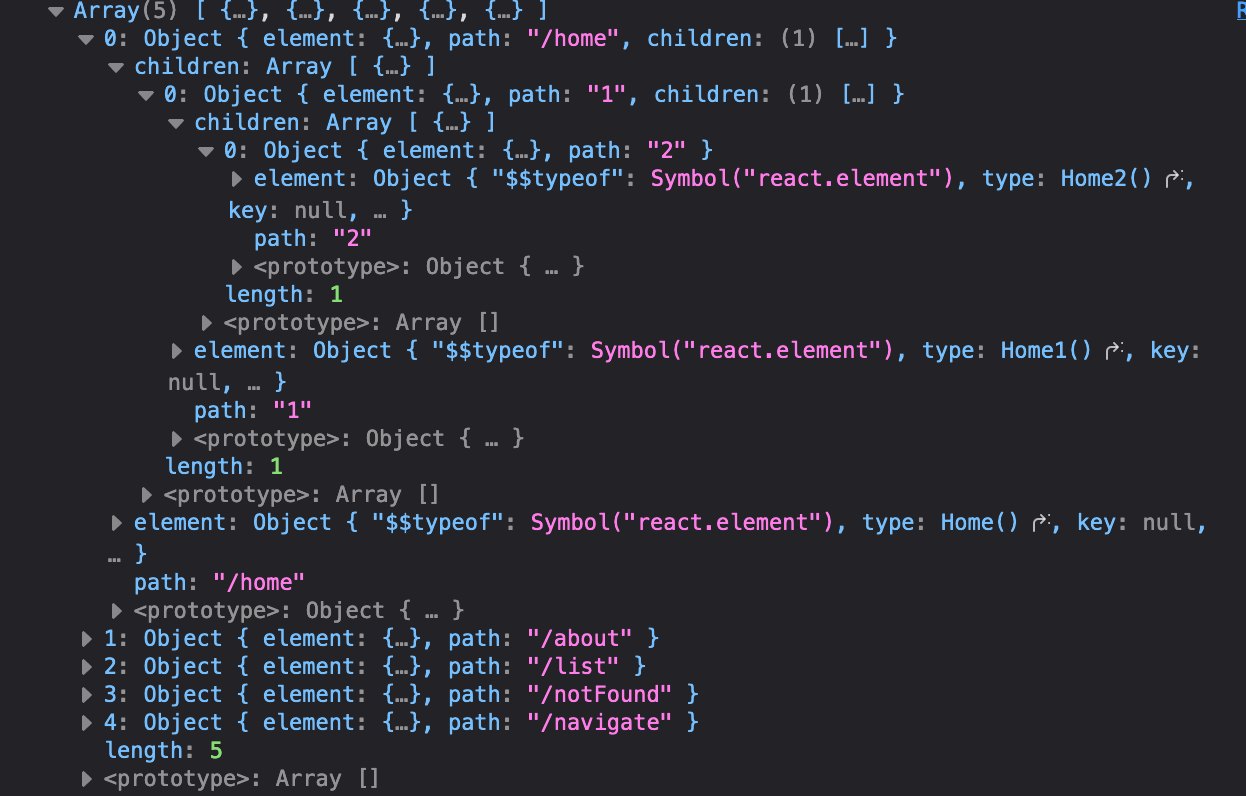 Array(5) [ {…}, {…}, {…}, {…}, {…} ]
0: Object { element: {…}, path: "/home", children: (1) […] }
children: Array [ {…} ]
0: Object { element: {…}, path: "1", children: (1) […] }
children: Array [ {…} ]
0: Object { element: {…}, path: "2" }
element: Object { "$$typeof": Symbol("react.element"), type: Home2(),
key: null, … }
path: "2"
<prototype>: Object { … }
length: 1
<prototype>: Array []
element: Object { "$$typeof": Symbol("react.element"), type: Home1(), key:
null, … }
path: "1"
<prototype>: Object { … }
length: 1
<prototype>: Array []
element: Object { "$$typeof": Symbol("react.element"), type: Home(), key: null,
… }
path: "/home"
<prototype>: Object { … }
1: Object { element: {…}, path: "/about" }
2: Object { element: {…}, path: "/list" }
3: Object { element: {…}, path: "/notFound" }
4: Object { element: {…}, path: "/navigate" }
length: 5
<prototype>: Array []